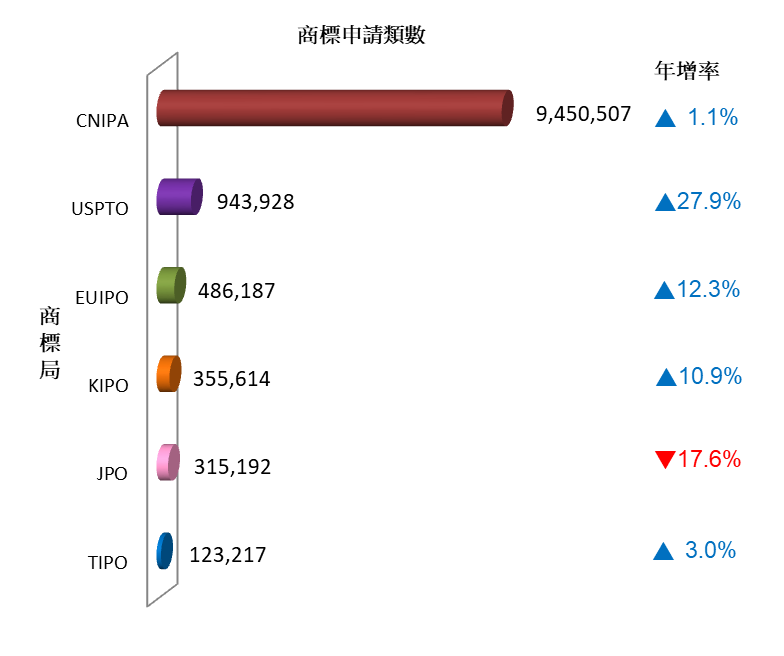 商標申請類數
年增率
CNIPA 9,450,507 ▲ 1.1%
USPTO 943,928 ▲27.9%
EUIPO 486,187 ▲12.3%
商標局
KIPO 355,614 ▲10.9%
JPO 315,192 ▼17.6%
TIPO 123,217 ▲ 3.0%